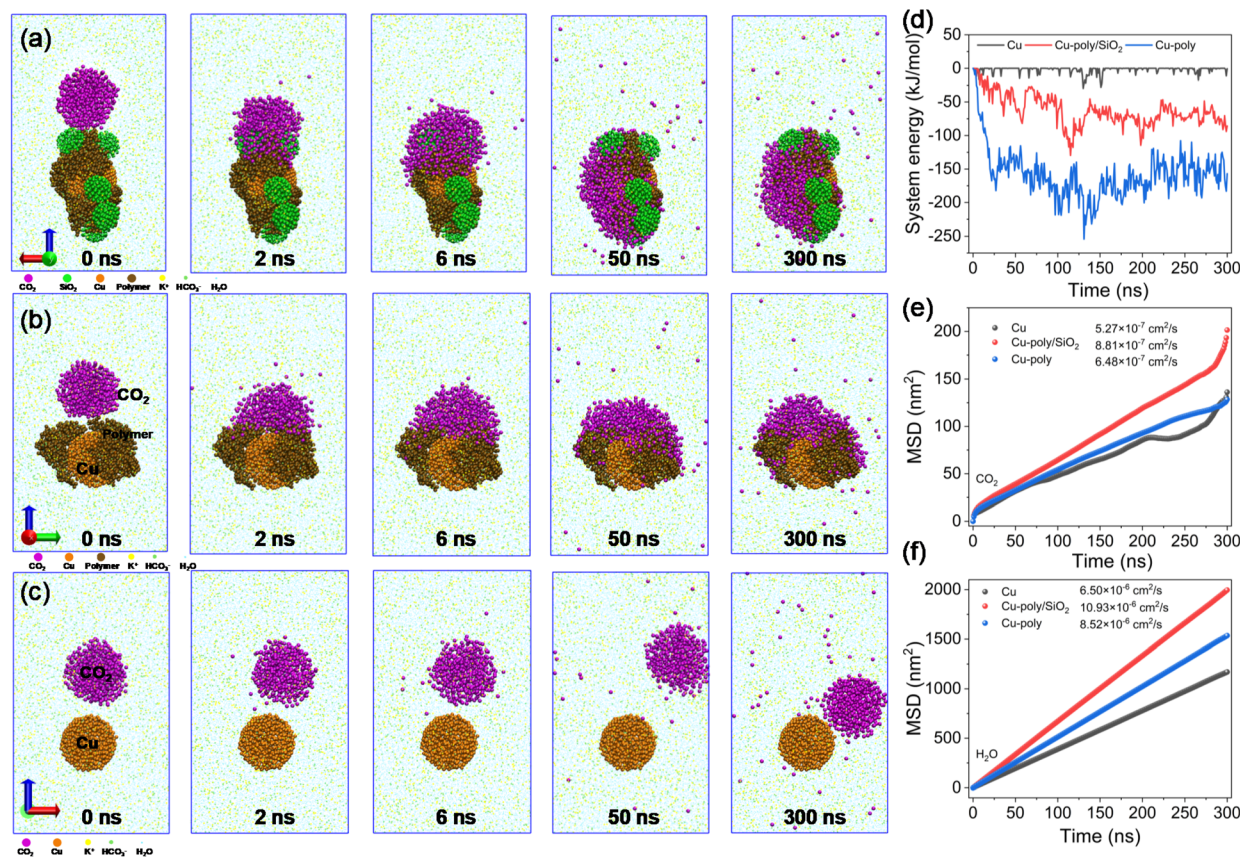 (a)
0 ns
2 ns
6 ns
50 ns
300 ns
CO₂ SiO₂ Cu Polymer K⁺ HCO₃⁻ H₂O
(b)
CO₂
Polymer
Cu
0 ns
2 ns
6 ns
50 ns
300 ns
CO₂ Cu Polymer K⁺ HCO₃⁻ H₂O
(c)
CO₂
Cu
0 ns
2 ns
6 ns
50 ns
300 ns
CO₂ Cu K⁺ HCO₃⁻ H₂O
(d)
Cu Cu-poly/SiO₂ Cu-poly
System energy (kJ/mol)
0
-50
-100
-150
-200
-250
0 50 100 150 200 250 300
Time (ns)
(e)
Cu 5.27×10⁻⁷ cm²/s
Cu-poly/SiO₂ 8.81×10⁻⁷ cm²/s
Cu-poly 6.48×10⁻⁷ cm²/s
MSD (nm²)
200
150
100
50
0
CO₂
0 50 100 150 200 250 300
Time (ns)
(f)
Cu 6.50×10⁻⁶ cm²/s
Cu-poly/SiO₂ 10.93×10⁻⁶ cm²/s
Cu-poly 8.52×10⁻⁶ cm²/s
MSD (nm²)
2000
1500
1000
500
0
H₂O
0 50 100 150 200 250 300
Time (ns)